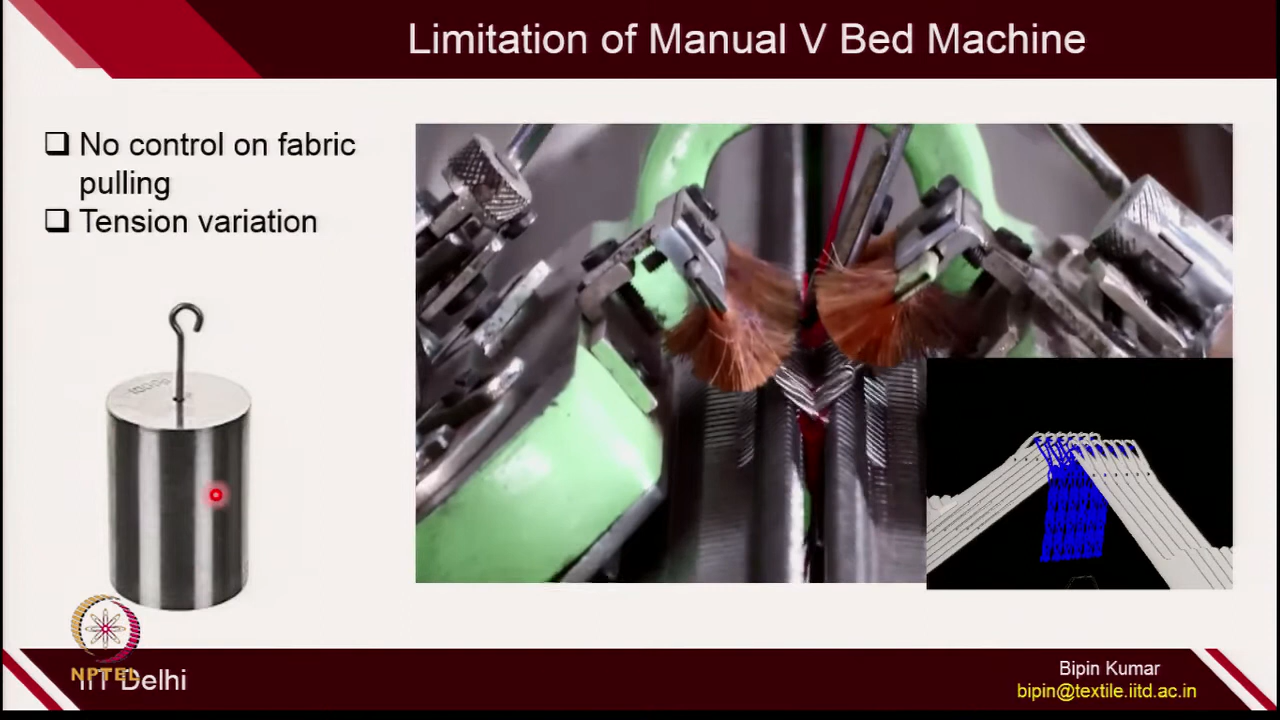 Limitation of Manual V Bed Machine
❑ No control on fabric
pulling
❑ Tension variation
NPTEL
IIT Delhi
Bipin Kumar
bipin@textile.iitd.ac.in